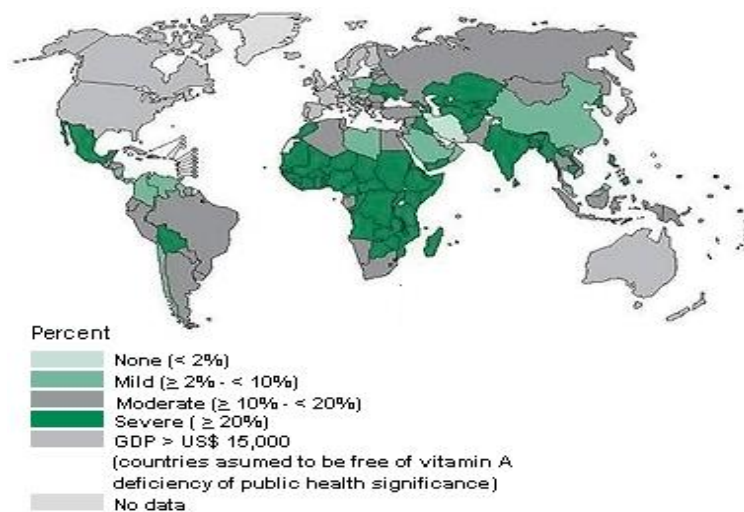 Percent
None (< 2%)
Mild (≥ 2% - < 10%)
Moderate (≥ 10% - < 20%)
Severe ( ≥ 20%)
GDP > US$ 15,000
(countries asumed to be free of vitamin A
deficiency of public health significance)
No data